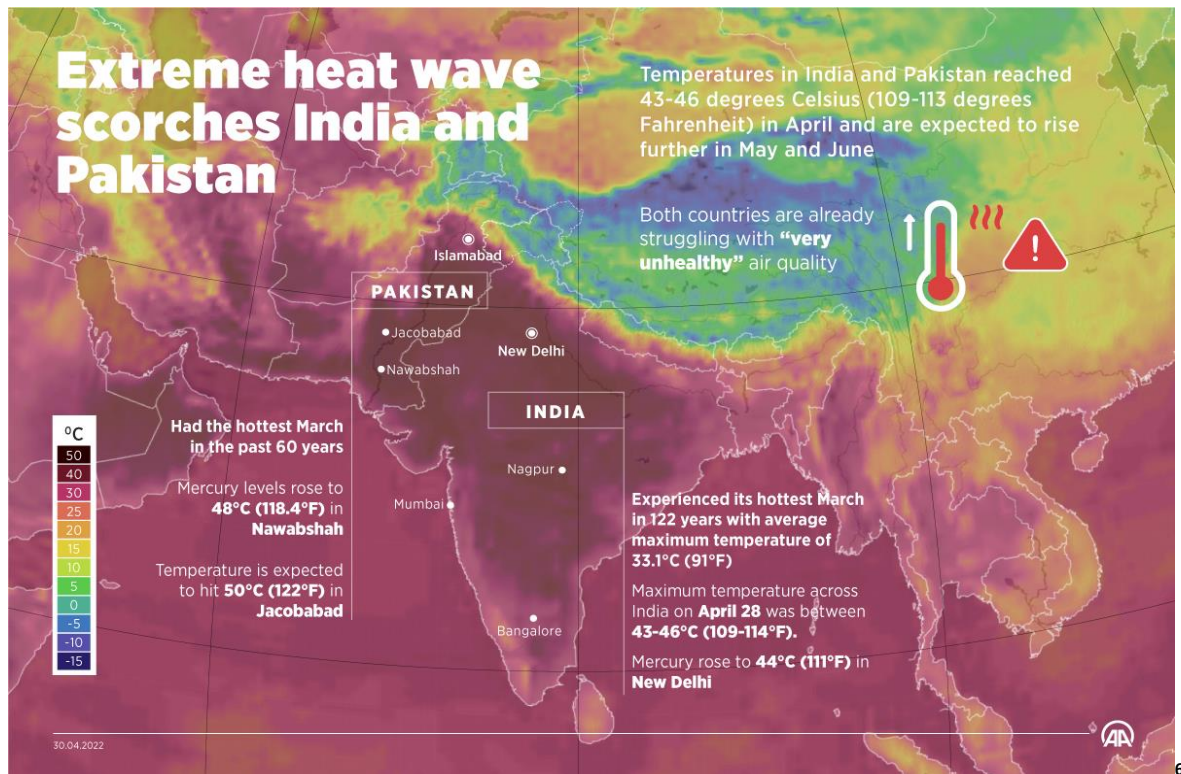 Extreme heat wave
scorches India and
Pakistan
Temperatures in India and Pakistan reached
43-46 degrees Celsius (109-113 degrees
Fahrenheit) in April and are expected to rise
further in May and June
Both countries are already
struggling with “very
unhealthy” air quality
Islamabad
PAKISTAN
Jacobabad
New Delhi
Nawabshah
INDIA
Had the hottest March
in the past 60 years
Mercury levels rose to
48°C (118.4°F) in
Nawabshah
Temperature is expected
to hit 50°C (122°F) in
Jacobabad
Nagpur
Mumbai
Bangalore
Experienced its hottest March
in 122 years with average
maximum temperature of
33.1°C (91°F)
Maximum temperature across
India on April 28 was between
43-46°C (109-114°F).
Mercury rose to 44°C (111°F) in
New Delhi
°C
50
40
30
25
20
15
10
5
0
-5
-10
-15
30.04.2022
AA
6